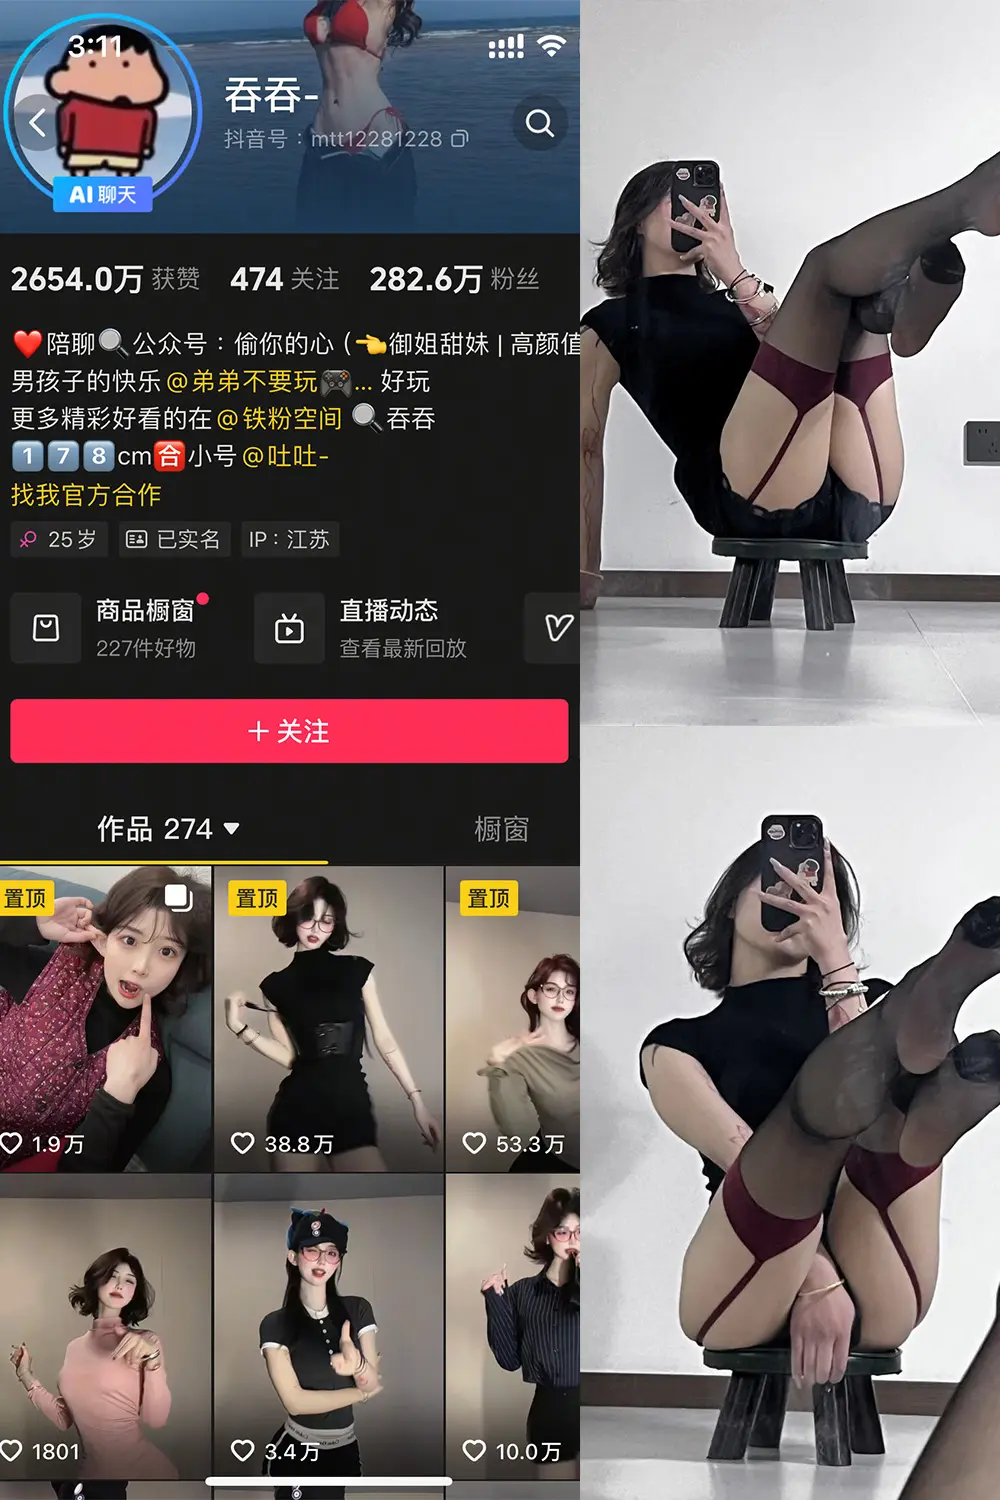 3:11
吞吞-
抖音号：mtt12281228
AI 聊天
2654.0万 获赞 474 关注 282.6万 粉丝
❤️陪聊🔍公众号：偷你的心（👈御姐甜妹 | 高颜值
男孩子的快乐@弟弟不要玩🎮... 好玩
更多精彩好看的在@铁粉空间 🔍吞吞
1️⃣7️⃣8️⃣cm🈴小号@吐吐-
找我官方合作
25岁 已实名 IP：江苏
商品橱窗 直播动态
227件好物 查看最新回放
+ 关注
作品 274 橱窗
置顶 置顶 置顶
1.9万 38.8万 53.3万
1801 3.4万 10.0万